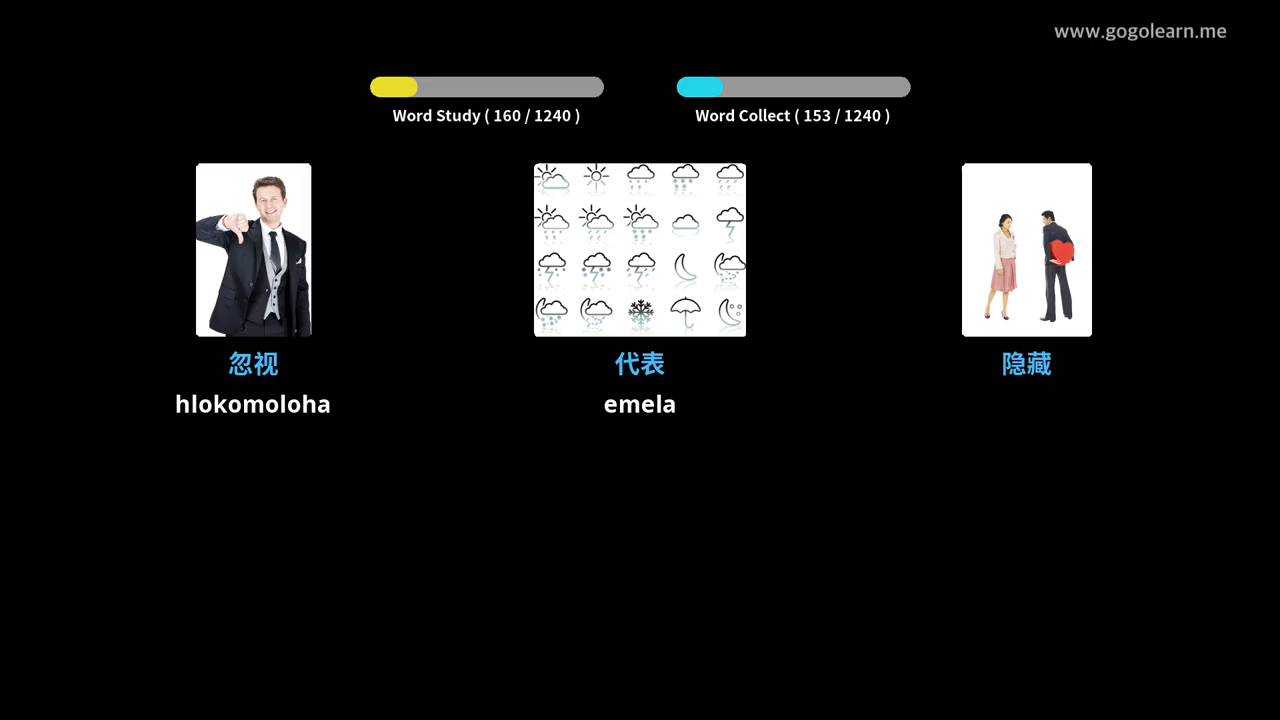 www.gogolearn.me
Word Study ( 160 / 1240 )
Word Collect ( 153 / 1240 )
忽视
代表
隐藏
hlokomoloha
emela